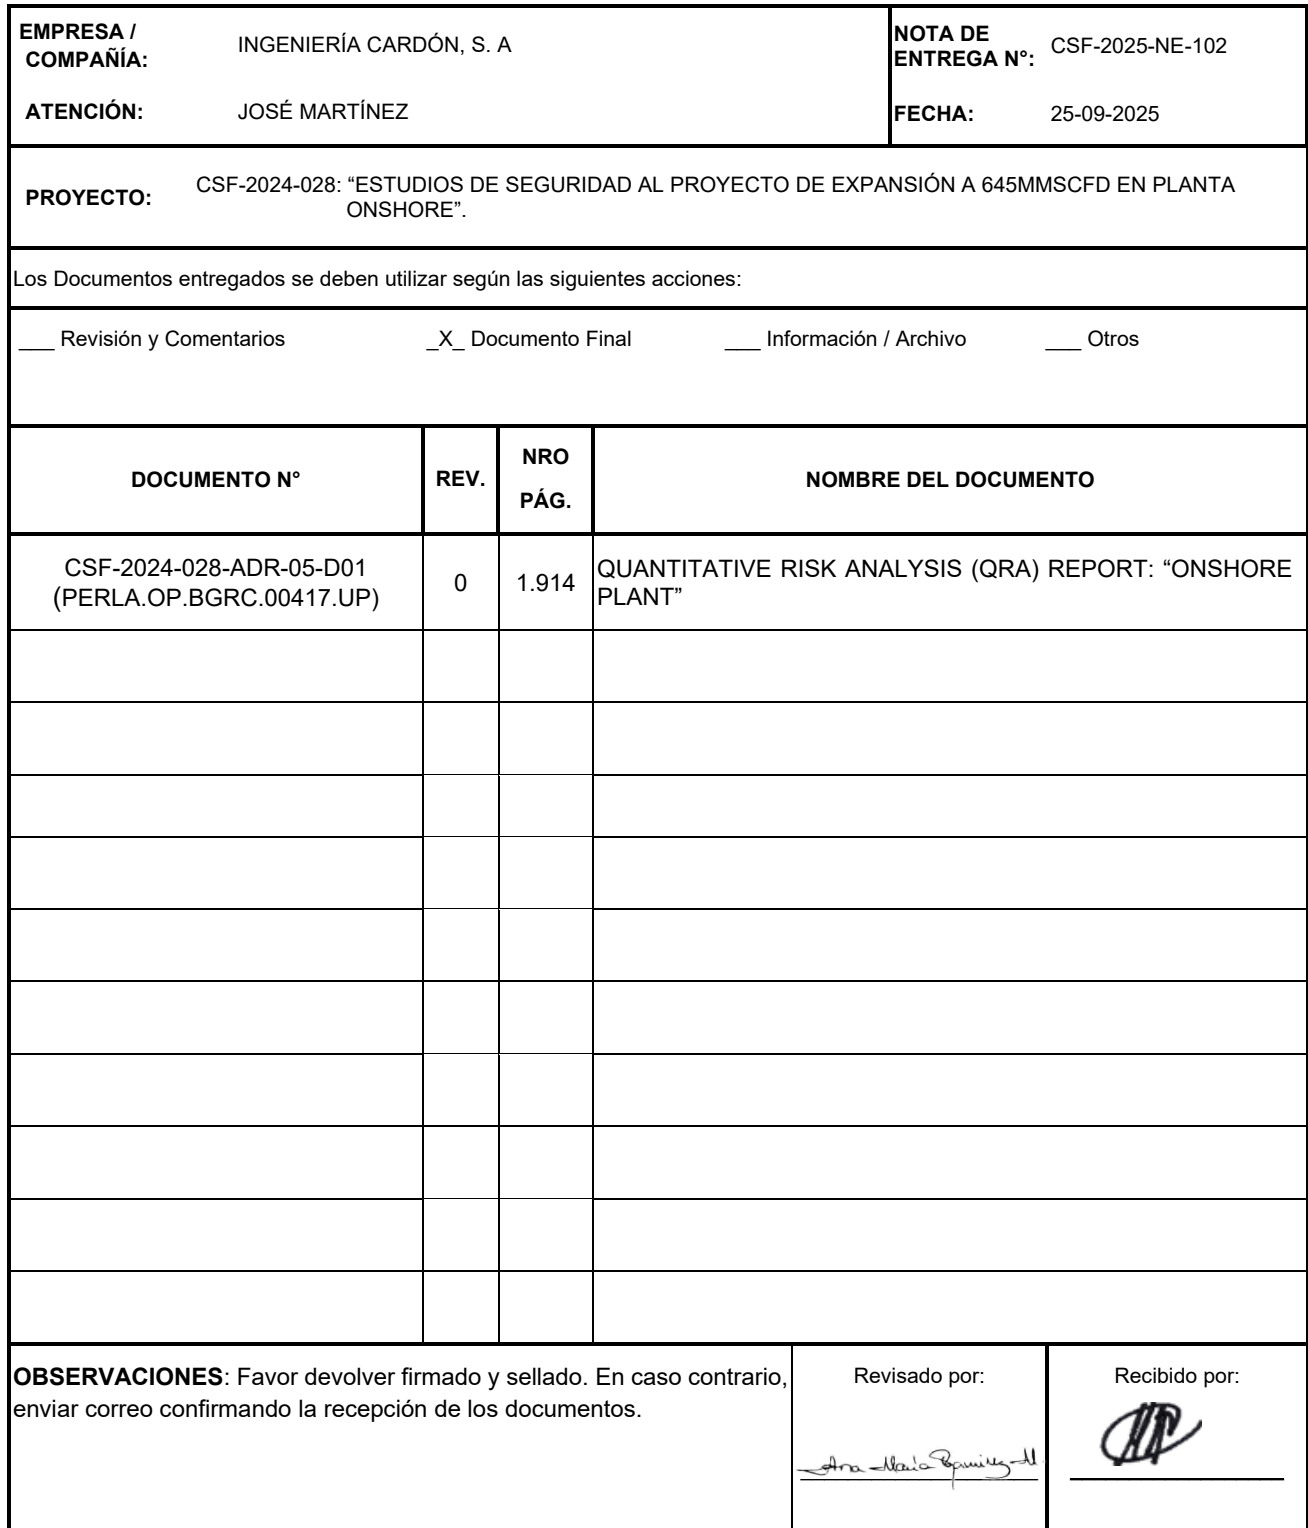 EMPRESA /
COMPAÑÍA:
INGENIERÍA CARDÓN, S. A
ATENCIÓN:
JOSÉ MARTÍNEZ
NOTA DE
ENTREGA N°:
CSF-2025-NE-102
FECHA:
25-09-2025
PROYECTO:
CSF-2024-028: “ESTUDIOS DE SEGURIDAD AL PROYECTO DE EXPANSIÓN A 645MMSCFD EN PLANTA
ONSHORE”.
Los Documentos entregados se deben utilizar según las siguientes acciones:
___ Revisión y Comentarios _X_ Documento Final ___ Información / Archivo ___ Otros
DOCUMENTO N°
REV.
NRO
PÁG.
NOMBRE DEL DOCUMENTO
CSF-2024-028-ADR-05-D01
(PERLA.OP.BGRC.00417.UP)
0
1.914
QUANTITATIVE RISK ANALYSIS (QRA) REPORT: “ONSHORE
PLANT”
OBSERVACIONES: Favor devolver firmado y sellado. En caso contrario,
enviar correo confirmando la recepción de los documentos.
Revisado por:
Ana María Ramírez M.
Recibido por: